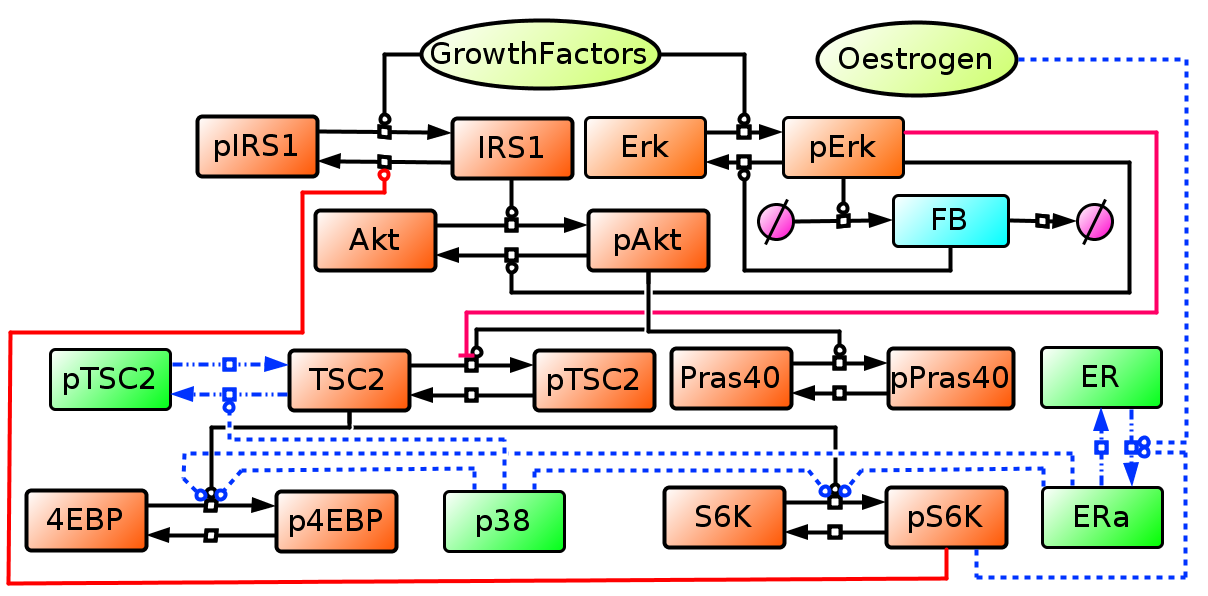 GrowthFactors
Oestrogen
pIRS1
IRS1
Erk
pErk
Akt
pAkt
FB
pTSC2
TSC2
pTSC2
Pras40
pPras40
ER
4EBP
p4EBP
p38
S6K
pS6K
ERa